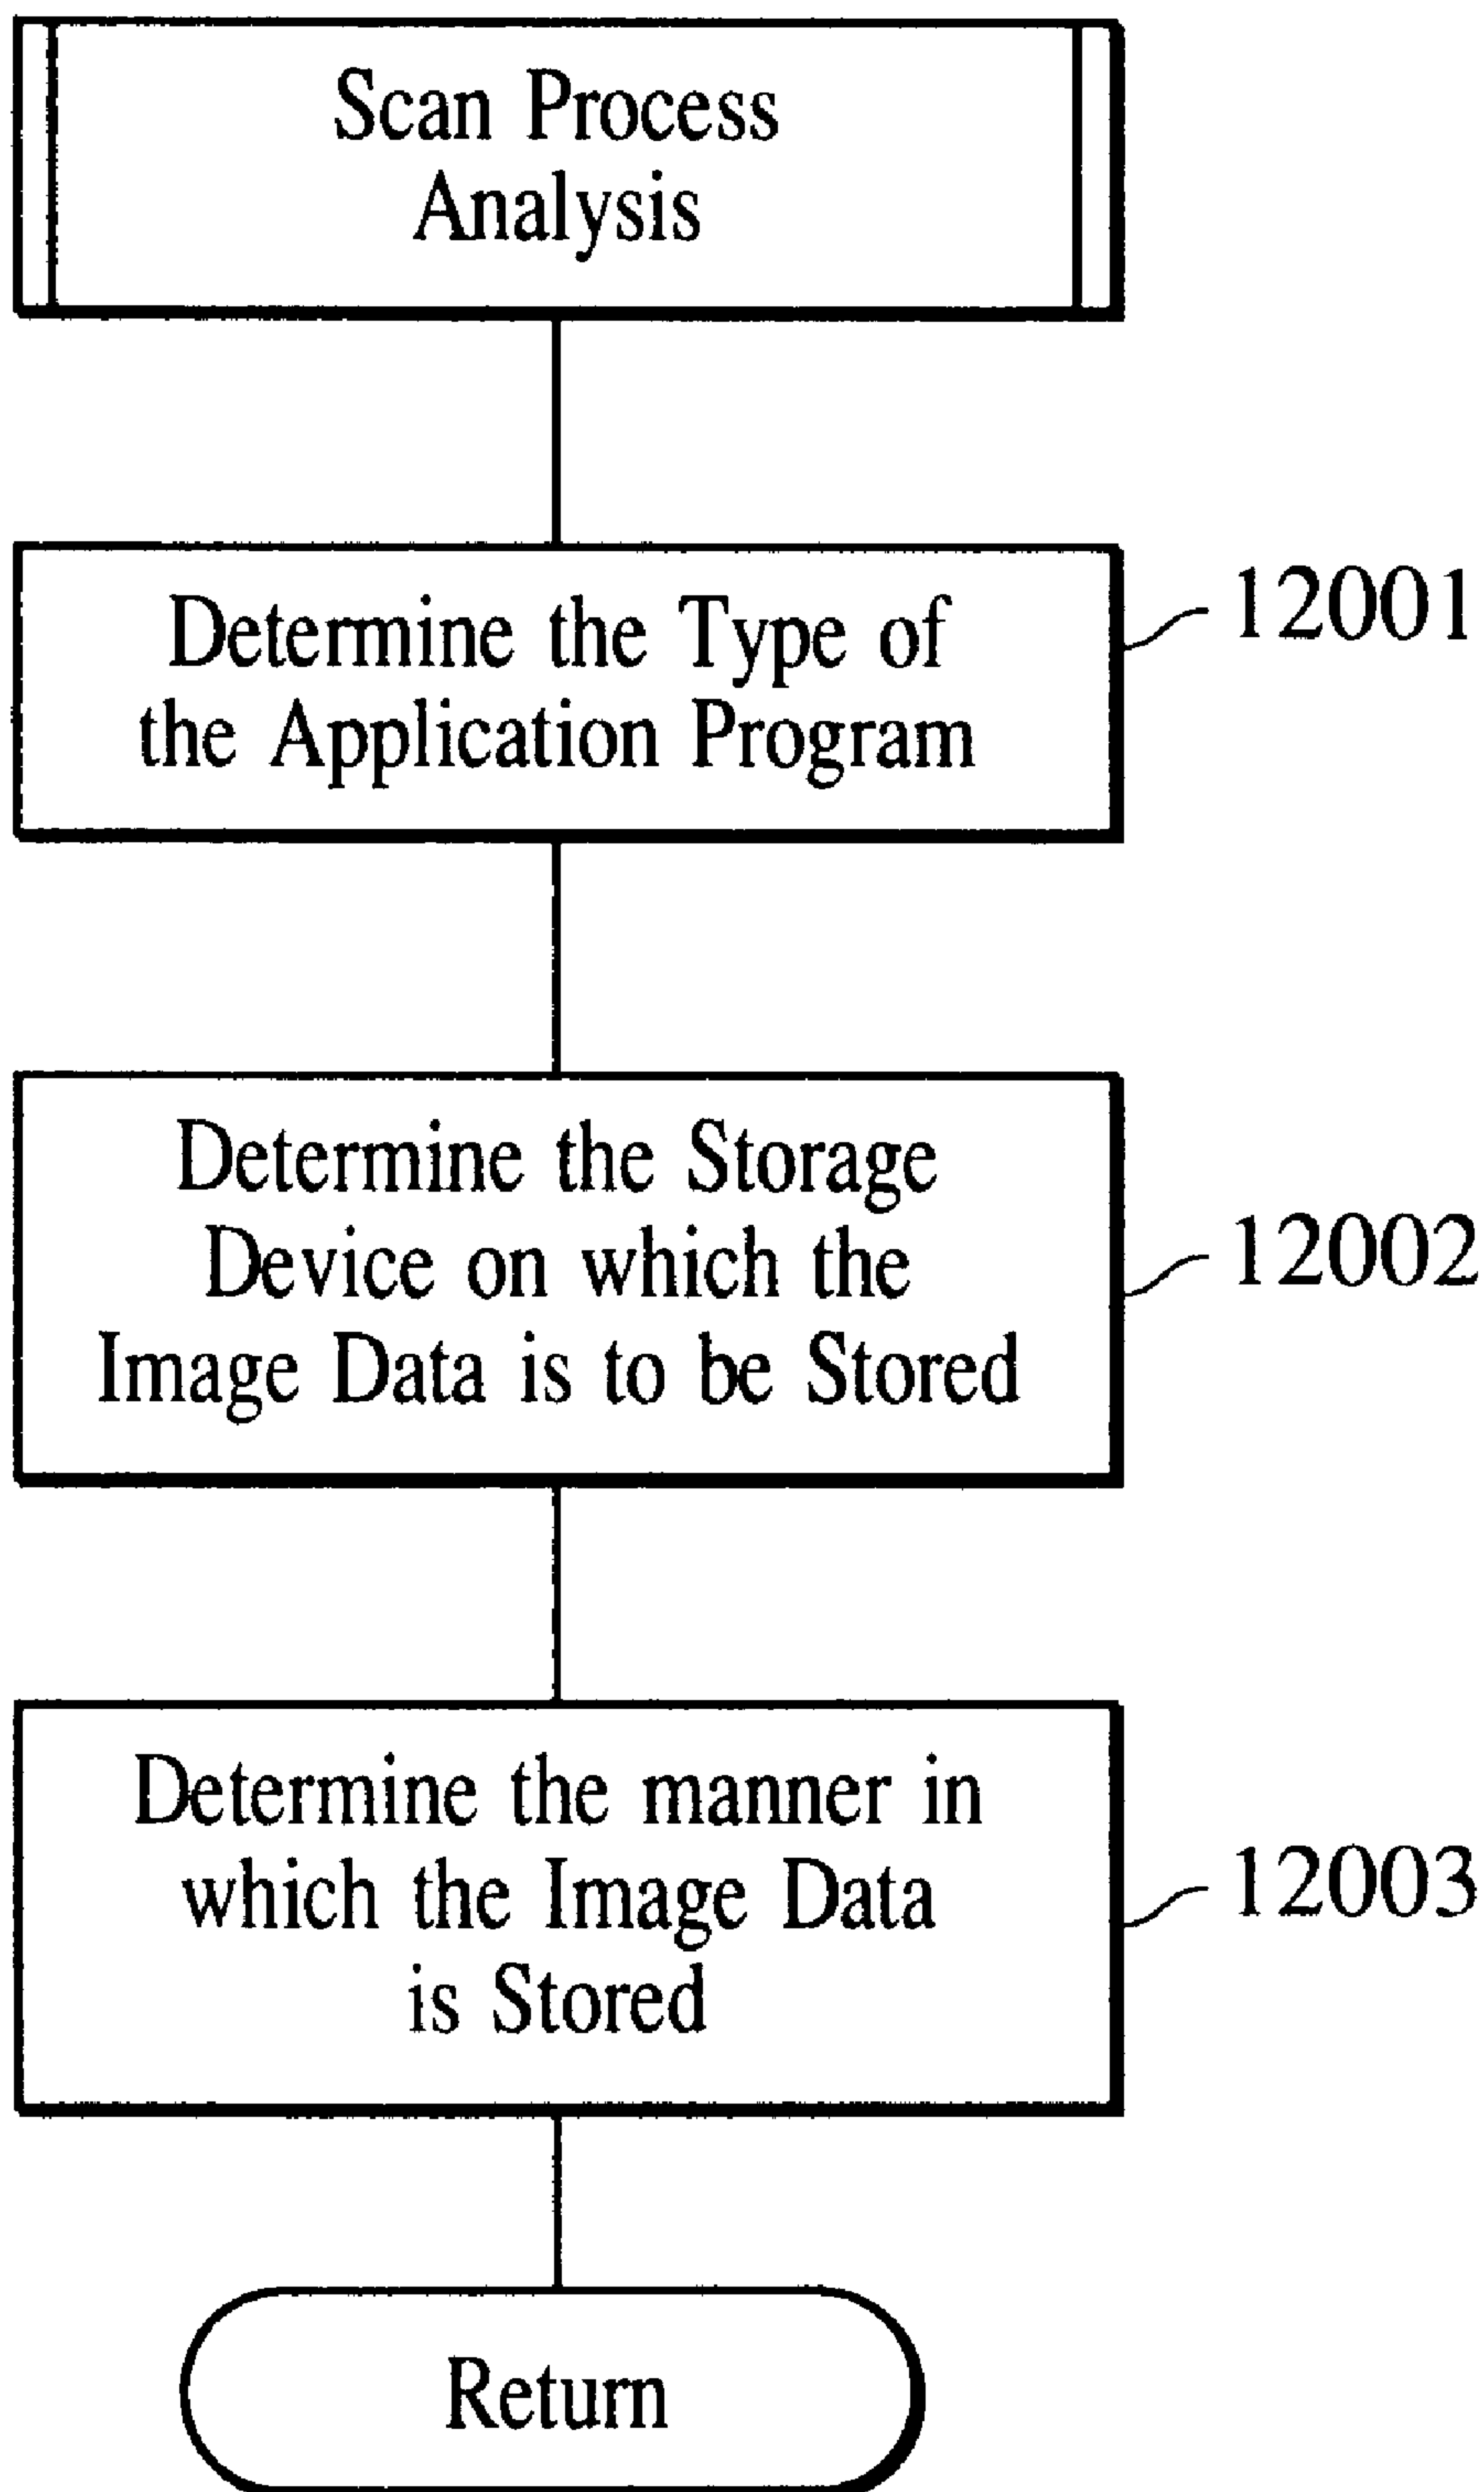 Scan Process
Analysis
Determine the Type of
the Application Program
12001
Determine the Storage
Device on which the
Image Data is to be Stored
12002
Determine the manner in
which the Image Data
is Stored
12003
Return